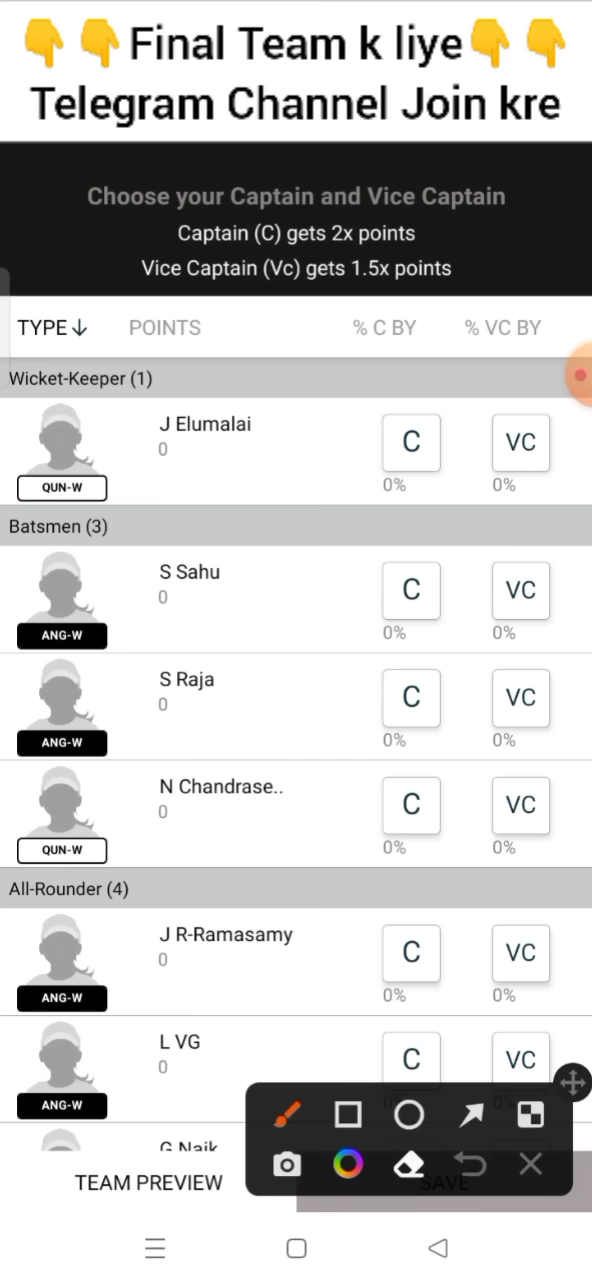 👇👇Final Team k liye👇👇
Telegram Channel Join kre
Choose your Captain and Vice Captain
Captain (C) gets 2x points
Vice Captain (Vc) gets 1.5x points
TYPE↓ POINTS % C BY % VC BY
Wicket-Keeper (1)
J Elumalai
0
C VC
QUN-W
0% 0%
Batsmen (3)
S Sahu
0
C VC
ANG-W
0% 0%
S Raja
0
C VC
ANG-W
0% 0%
N Chandrase..
0
C VC
QUN-W
0% 0%
All-Rounder (4)
J R-Ramasamy
0
C VC
ANG-W
0% 0%
L VG
0
C VC
ANG-W
G Naik
TEAM PREVIEW SAVE